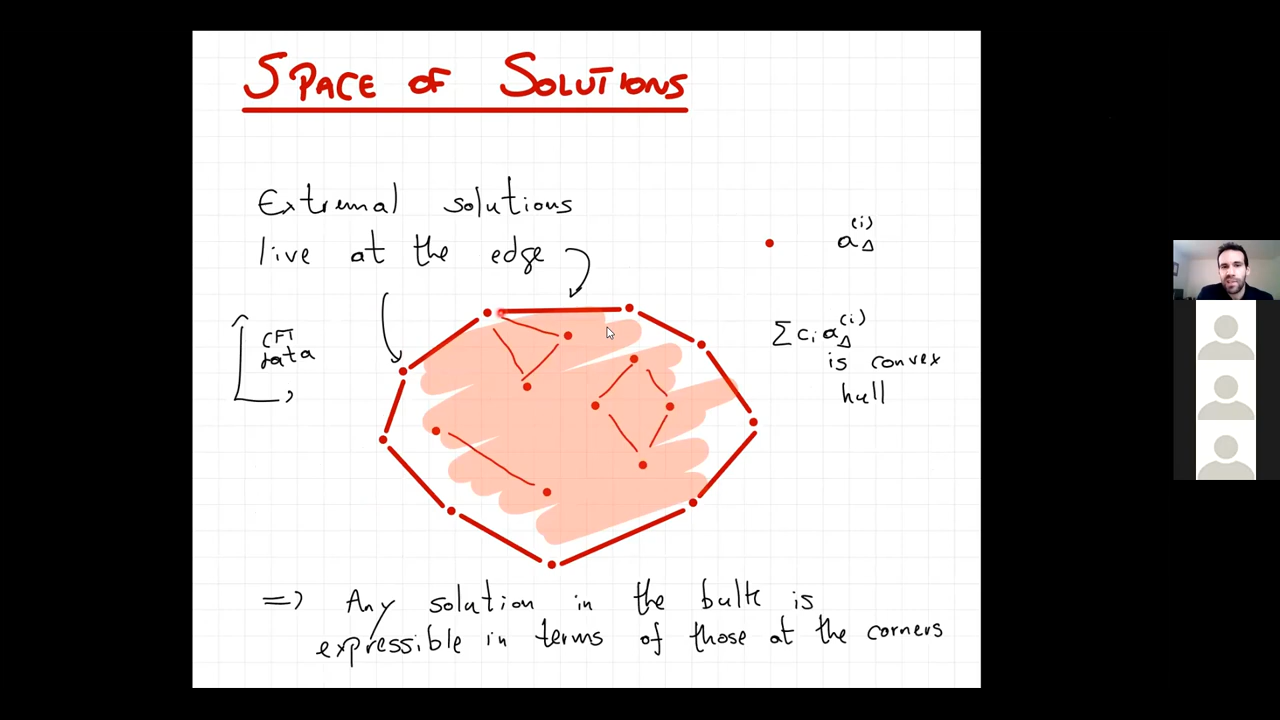 SPACE OF SOLUTIONS
Extremal solutions
live at the edge
a_Δ^(i)
CFT
data
Σ c_i a_Δ^(i)
is convex
hull
=> Any solution in the bulk is
expressible in terms of those at the corners